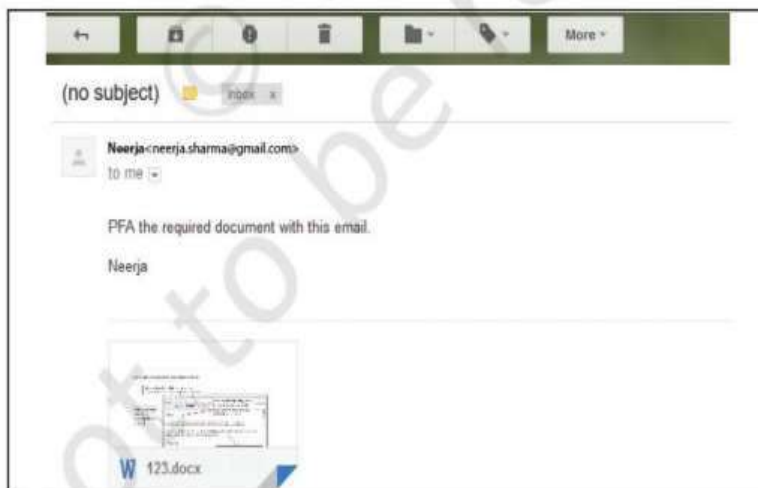 More
(no subject) Inbox x
Neerja<neerja.sharma@gmail.com>
to me
PFA the required document with this email.
Neerja
W 123.docx